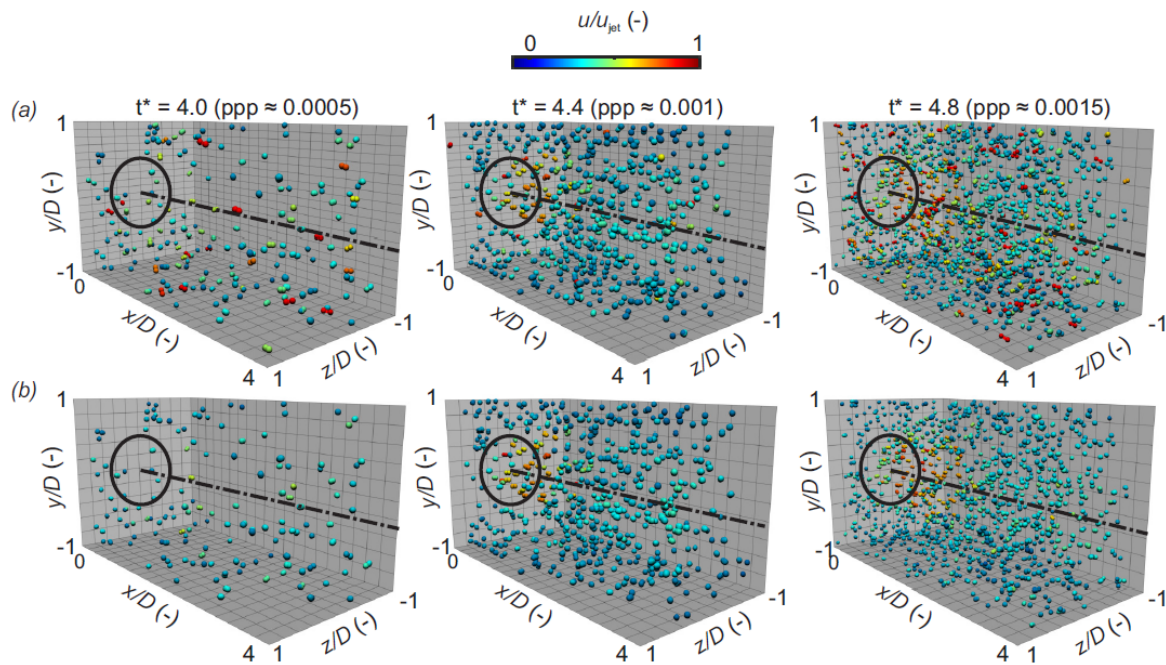 u/u_jet (-)
0 1
(a)
t* = 4.0 (ppp ≈ 0.0005) t* = 4.4 (ppp ≈ 0.001) t* = 4.8 (ppp ≈ 0.0015)
1 1 1
y/D (-) y/D (-) y/D (-)
-1 -1 -1
0 0 0
x/D (-) x/D (-) x/D (-)
-1 -1 -1
z/D (-) z/D (-) z/D (-)
4 1 4 1 4 1
(b)
1 1 1
y/D (-) y/D (-) y/D (-)
-1 -1 -1
0 0 0
x/D (-) x/D (-) x/D (-)
-1 -1 -1
z/D (-) z/D (-) z/D (-)
4 1 4 1 4 1